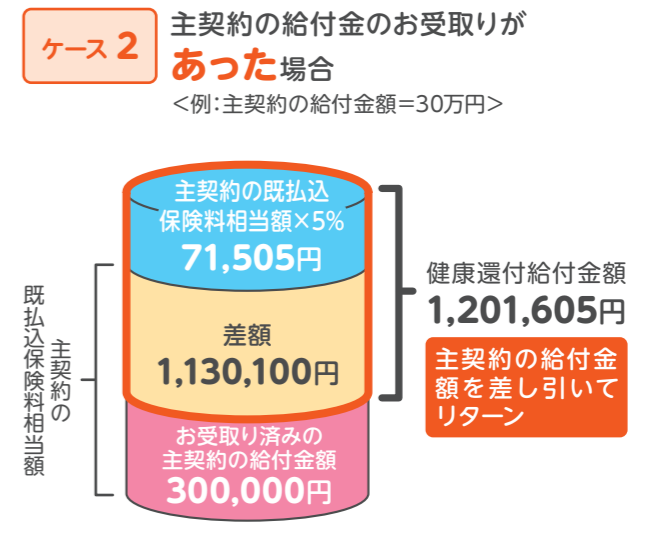 ケース 2
主契約の給付金のお受取りが
あった場合
＜例：主契約の給付金額＝30万円＞
主契約の既払込
保険料相当額×5%
71,505円
差額
1,130,100円
お受取り済みの
主契約の給付金額
300,000円
主契約の
既払込保険料相当額
健康還付給付金額
1,201,605円
主契約の給付金
額を差し引いて
リターン